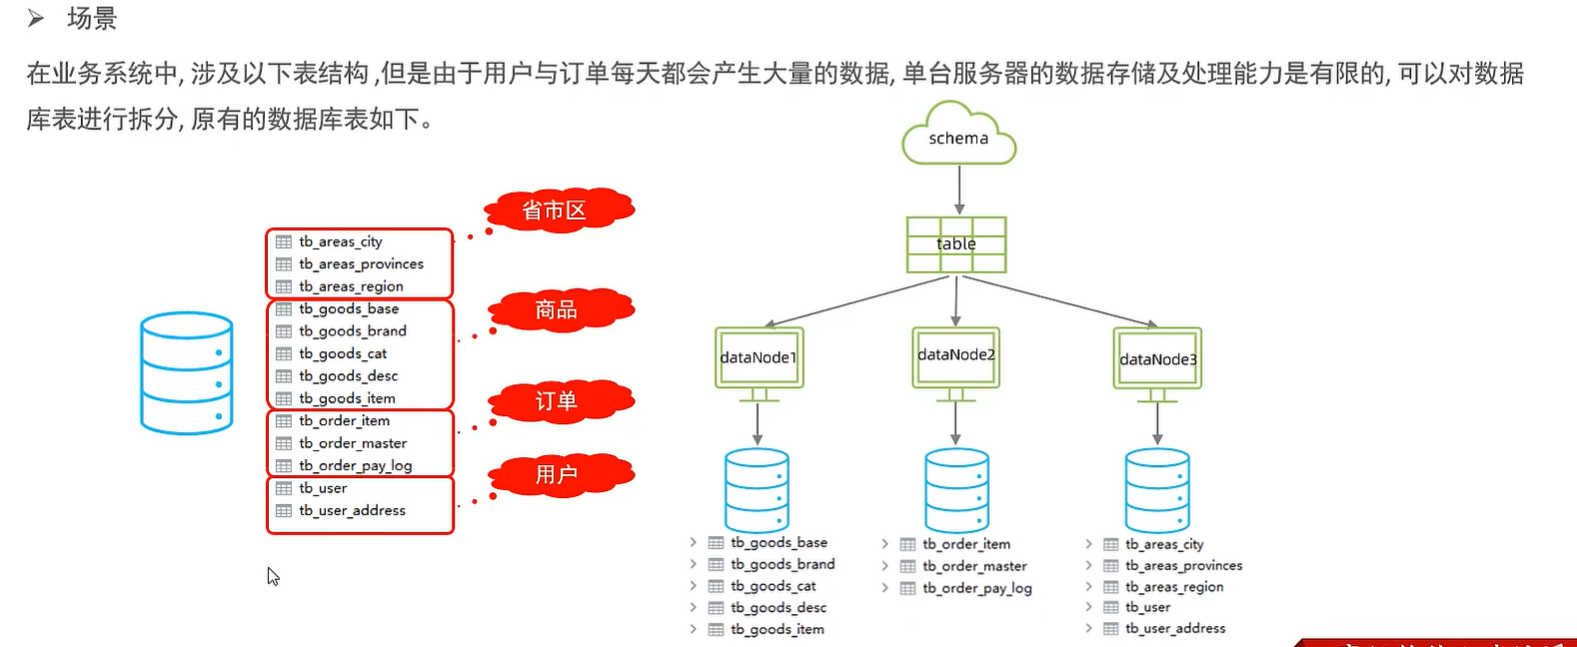 场景
在业务系统中, 涉及以下表结构 ,但是由于用户与订单每天都会产生大量的数据, 单台服务器的数据存储及处理能力是有限的, 可以对数据
库表进行拆分, 原有的数据库表如下。
tb_areas_city
tb_areas_provinces
tb_areas_region
tb_goods_base
tb_goods_brand
tb_goods_cat
tb_goods_desc
tb_goods_item
tb_order_item
tb_order_master
tb_order_pay_log
tb_user
tb_user_address
省市区
商品
订单
用户
schema
table
dataNode1
dataNode2
dataNode3
tb_goods_base
tb_goods_brand
tb_goods_cat
tb_goods_desc
tb_goods_item
tb_order_item
tb_order_master
tb_order_pay_log
tb_areas_city
tb_areas_provinces
tb_areas_region
tb_user
tb_user_address